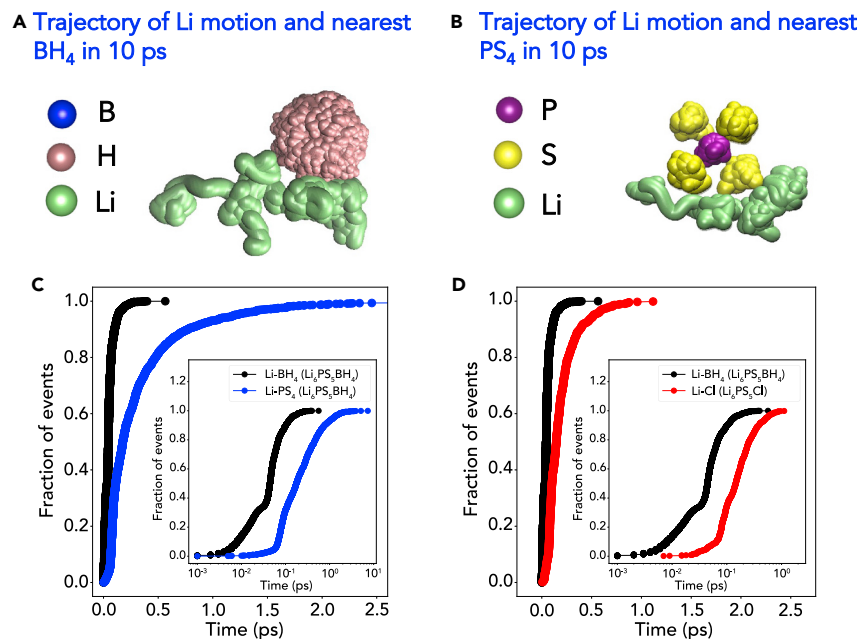 A Trajectory of Li motion and nearest
BH₄ in 10 ps
B
H
Li
B Trajectory of Li motion and nearest
PS₄ in 10 ps
P
S
Li
C
1.0
0.8
0.6
0.4
0.2
0.0
Fraction of events
0.0 0.5 1.0 1.5 2.0 2.5
Time (ps)
Li-BH₄ (Li₆PS₅BH₄)
Li-PS₄ (Li₆PS₅BH₄)
1.2
1.0
0.8
0.6
0.4
0.2
0.0
Fraction of events
10⁻³ 10⁻² 10⁻¹ 10⁰ 10¹
Time (ps)
D
1.0
0.8
0.6
0.4
0.2
0.0
Fraction of events
0.0 0.5 1.0 1.5 2.0 2.5
Time (ps)
Li-BH₄ (Li₆PS₅BH₄)
Li-Cl (Li₆PS₅Cl)
1.2
1.0
0.8
0.6
0.4
0.2
0.0
Fraction of events
10⁻³ 10⁻² 10⁻¹ 10⁰
Time (ps)